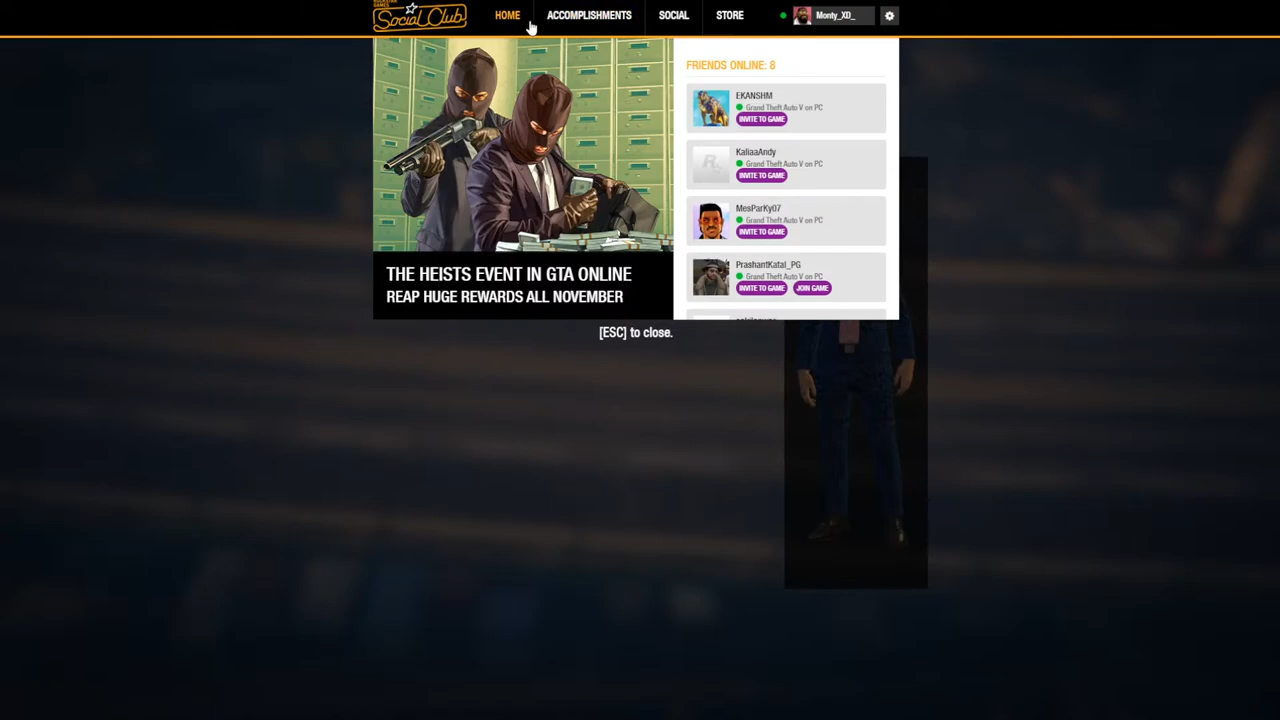 ROCKSTAR GAMES
Social Club
HOME
ACCOMPLISHMENTS
SOCIAL
STORE
Monty_XD_
FRIENDS ONLINE: 8
EKANSHM
Grand Theft Auto V on PC
INVITE TO GAME
KaliaaAndy
Grand Theft Auto V on PC
INVITE TO GAME
MesParKy07
Grand Theft Auto V on PC
INVITE TO GAME
PrashantKatal_PG
Grand Theft Auto V on PC
INVITE TO GAME JOIN GAME
THE HEISTS EVENT IN GTA ONLINE
REAP HUGE REWARDS ALL NOVEMBER
[ESC] to close.